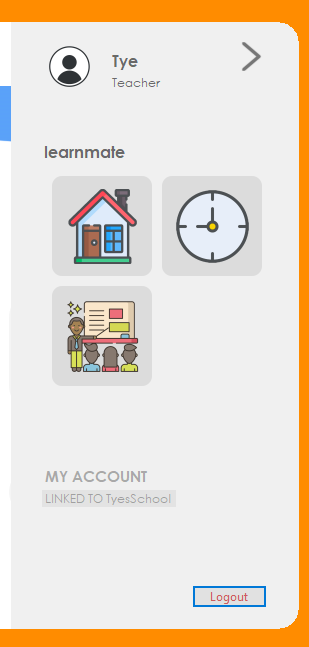 Tye
Teacher
learnmate
MY ACCOUNT
LINKED TO TyesSchool
Logout